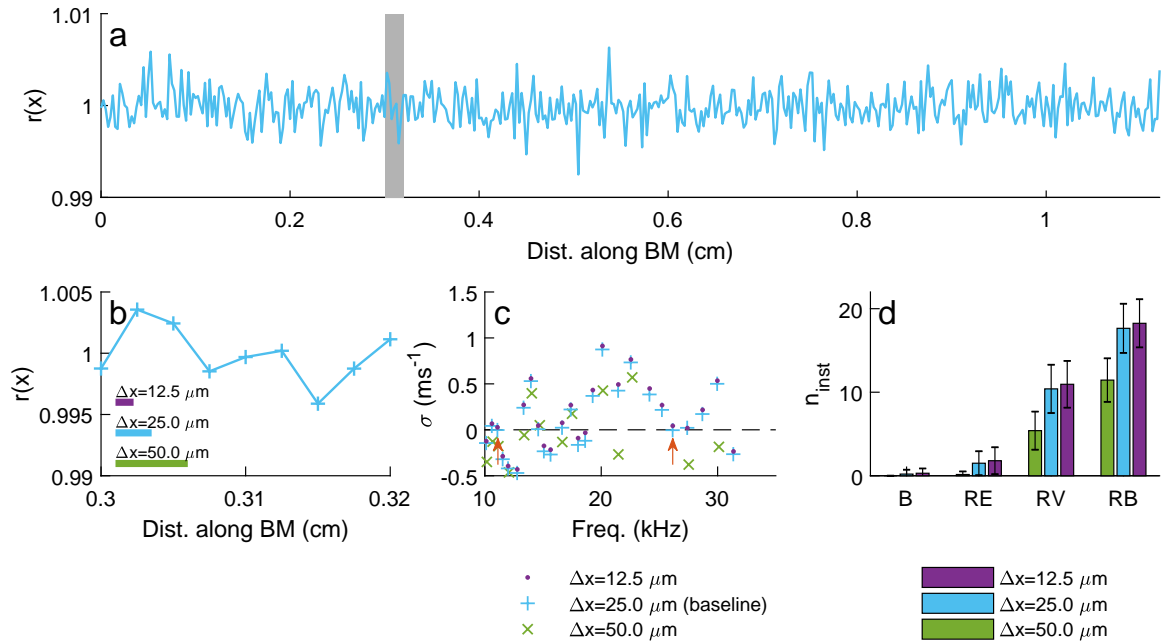 a
1.01
1
0.99
r(x)
0 0.2 0.4 0.6 0.8 1
Dist. along BM (cm)
b
1.005
1
0.995
0.99
r(x)
Δx=12.5 μm
Δx=25.0 μm
Δx=50.0 μm
0.3 0.31 0.32
Dist. along BM (cm)
c
1.5
1
0.5
0
-0.5
σ (ms⁻¹)
10 20 30
Freq. (kHz)
Δx=12.5 μm
Δx=25.0 μm (baseline)
Δx=50.0 μm
d
20
10
0
n_inst
B RE RV RB
Δx=12.5 μm
Δx=25.0 μm
Δx=50.0 μm